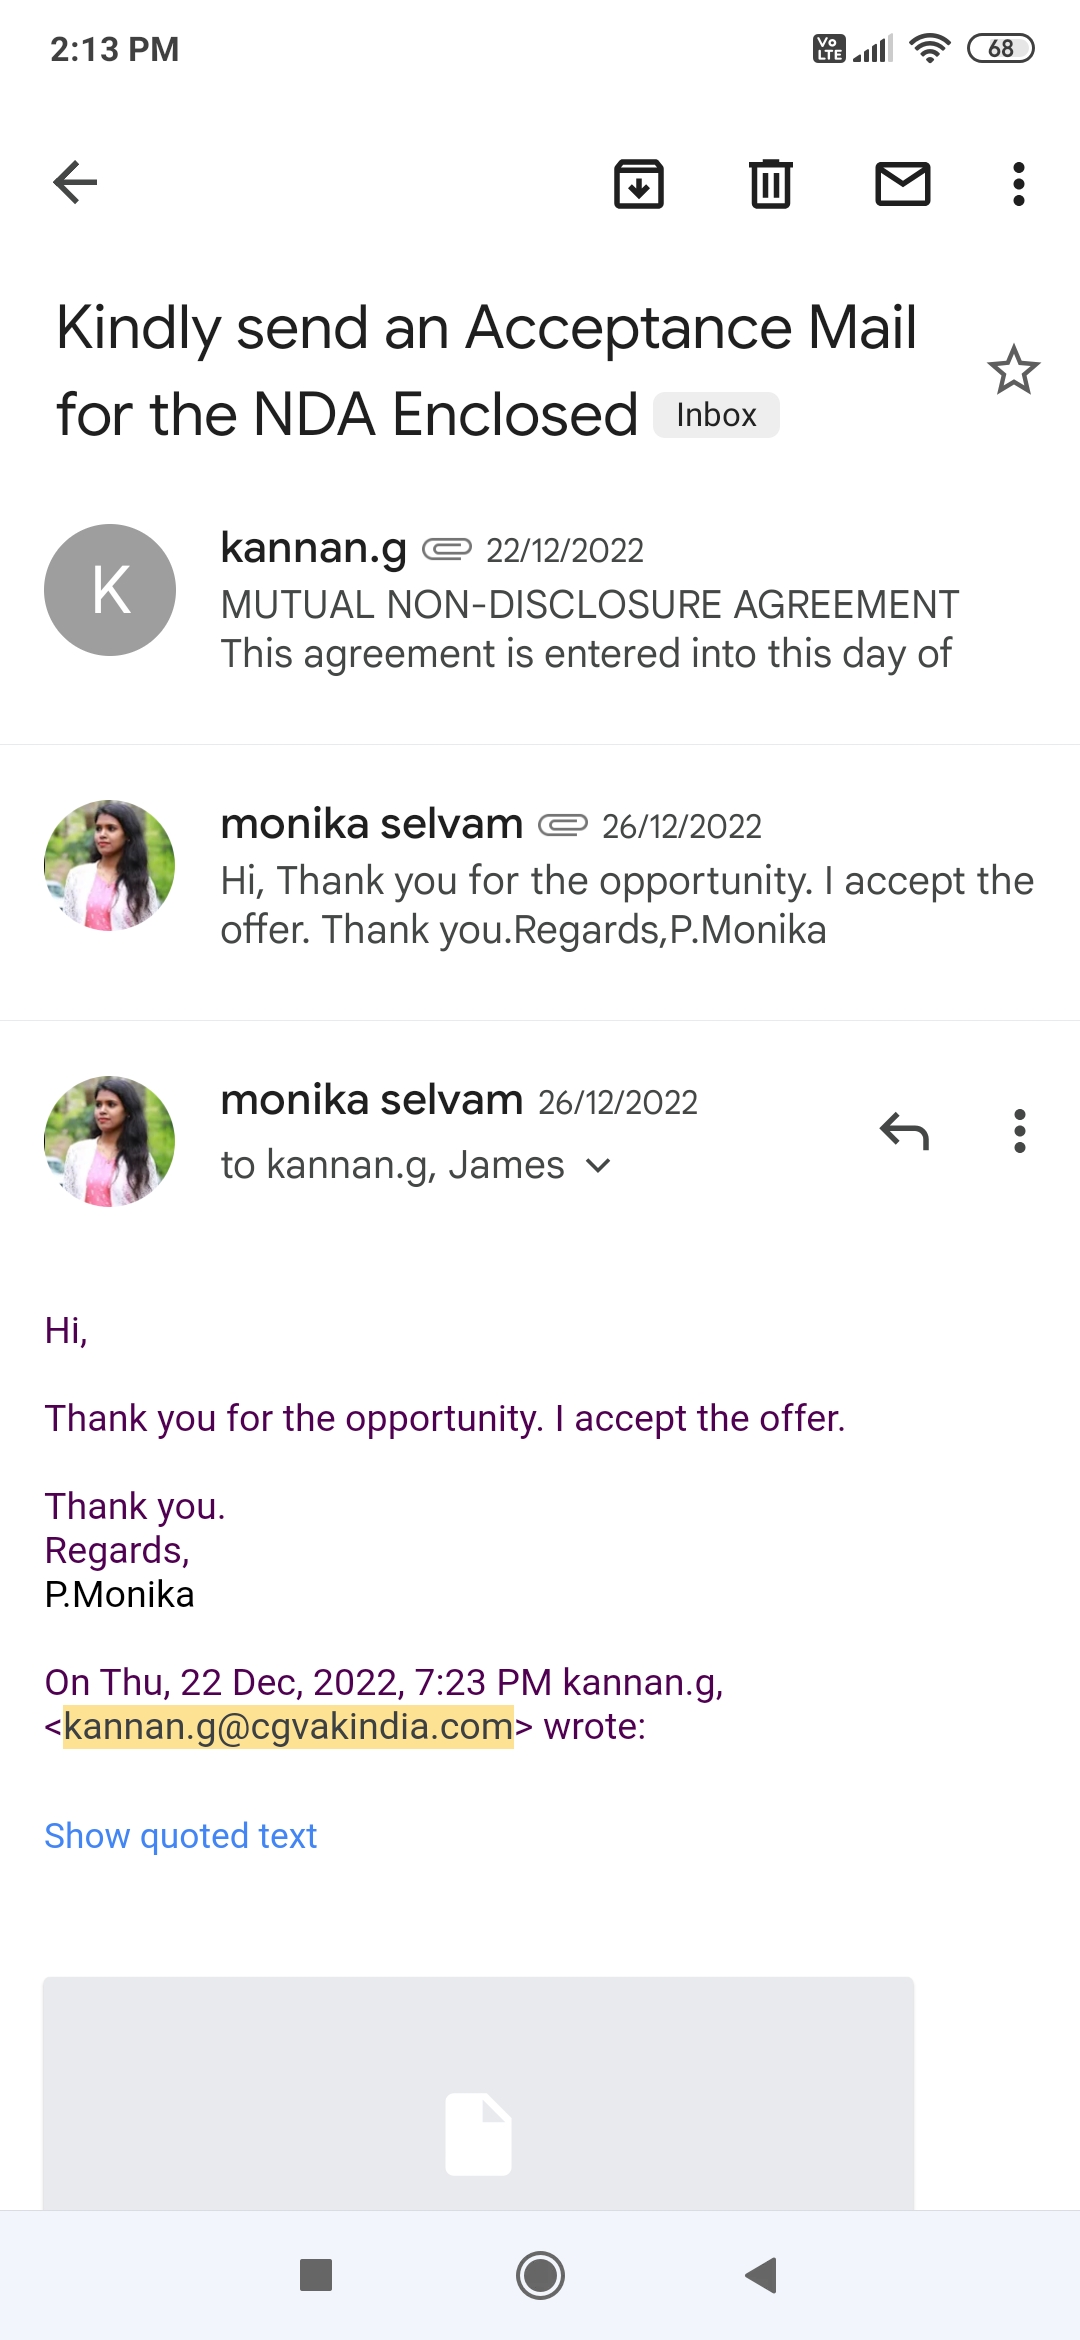 2:13 PM
Vo LTE
68
Kindly send an Acceptance Mail
for the NDA Enclosed Inbox
K
kannan.g 22/12/2022
MUTUAL NON-DISCLOSURE AGREEMENT
This agreement is entered into this day of
monika selvam 26/12/2022
Hi, Thank you for the opportunity. I accept the
offer. Thank you.Regards,P.Monika
monika selvam 26/12/2022
to kannan.g, James
Hi,
Thank you for the opportunity. I accept the offer.
Thank you.
Regards,
P.Monika
On Thu, 22 Dec, 2022, 7:23 PM kannan.g,
<kannan.g@cgvakindia.com> wrote:
Show quoted text